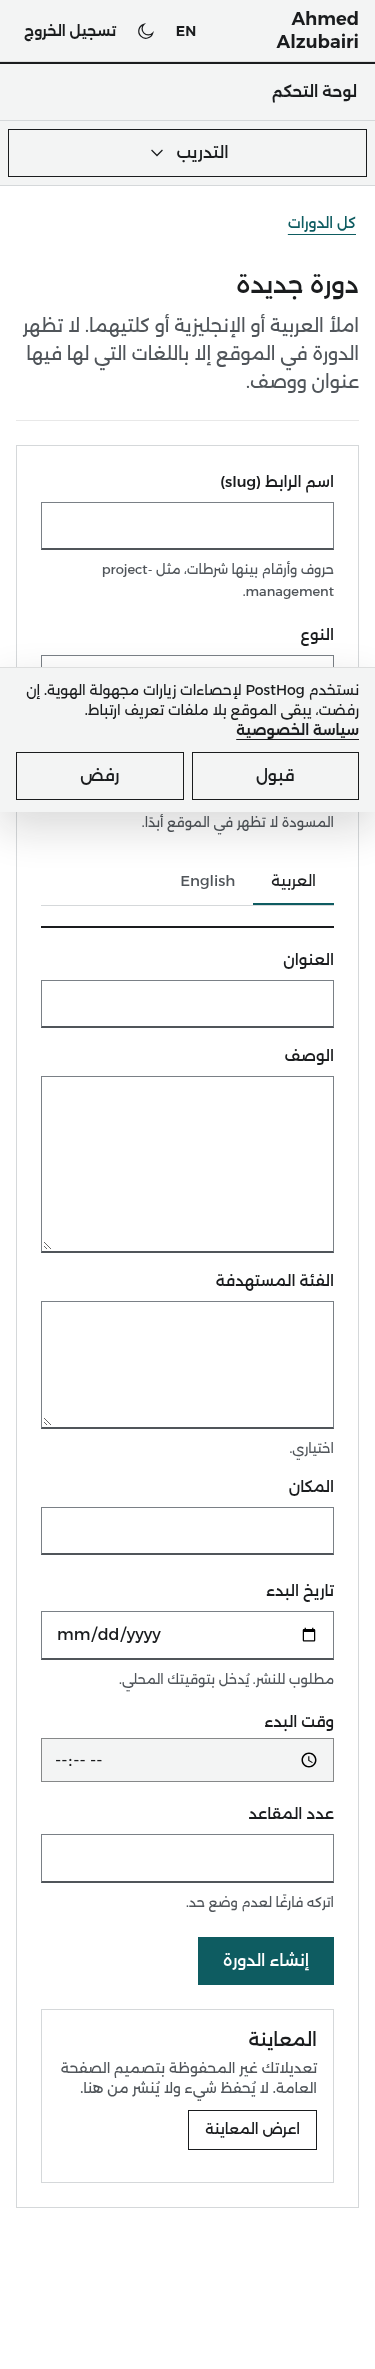 Ahmed
Alzubairi
EN
تسجيل الخروج
لوحة التحكم
التدريب
كل الدورات
دورة جديدة
املأ العربية أو الإنجليزية أو كلتيهما. لا تظهر
الدورة في الموقع إلا باللغات التي لها فيها
عنوان ووصف.
اسم الرابط (slug)
حروف وأرقام بينها شرطات، مثل project-
management.
النوع
نستخدم PostHog لإحصاءات زيارات مجهولة الهوية. إن
رفضت، يبقى الموقع بلا ملفات تعريف ارتباط.
سياسة الخصوصية
قبول
رفض
المسودة لا تظهر في الموقع أبدًا.
العربية
English
العنوان
الوصف
الفئة المستهدفة
اختياري.
المكان
تاريخ البدء
mm/dd/yyyy
مطلوب للنشر. يُدخل بتوقيتك المحلي.
وقت البدء
--:-- --
عدد المقاعد
اتركه فارغًا لعدم وضع حد.
إنشاء الدورة
المعاينة
تعديلاتك غير المحفوظة بتصميم الصفحة
العامة. لا يُحفظ شيء ولا يُنشر من هنا.
اعرض المعاينة